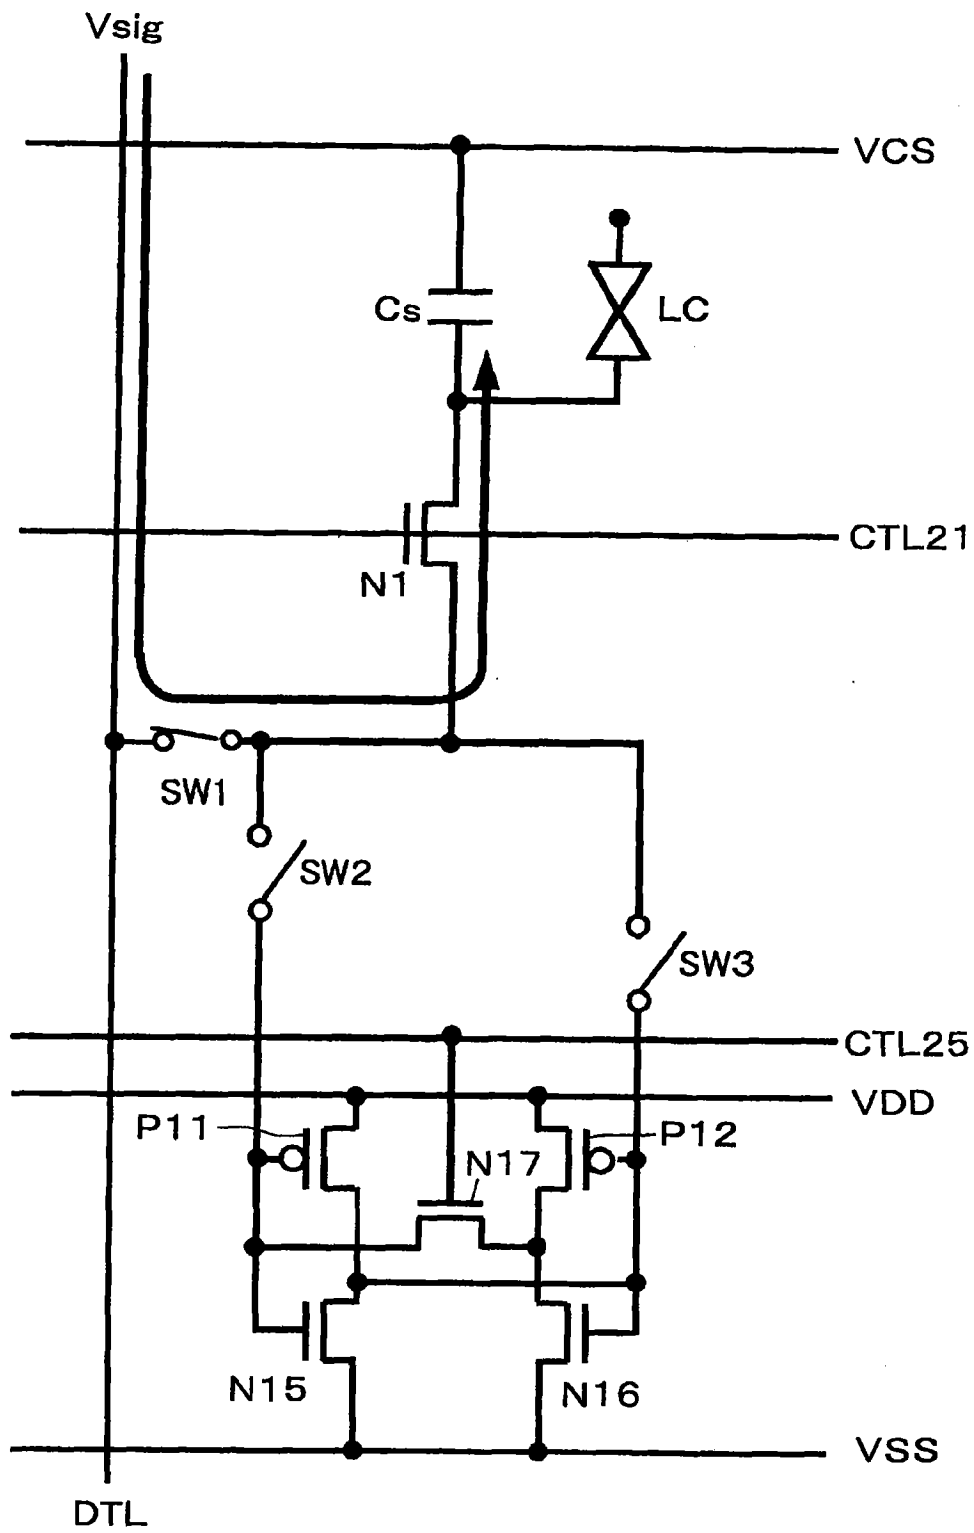 Vsig
VCS
Cs
LC
CTL21
N1
SW1
SW2
SW3
CTL25
VDD
P11
P12
N17
N15
N16
VSS
DTL